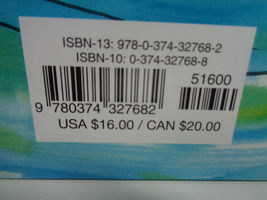 ISBN-13: 978-0-374-32768-2
ISBN-10: 0-374-32768-8
51600
9 780374 327682
USA $16.00 / CAN $20.00